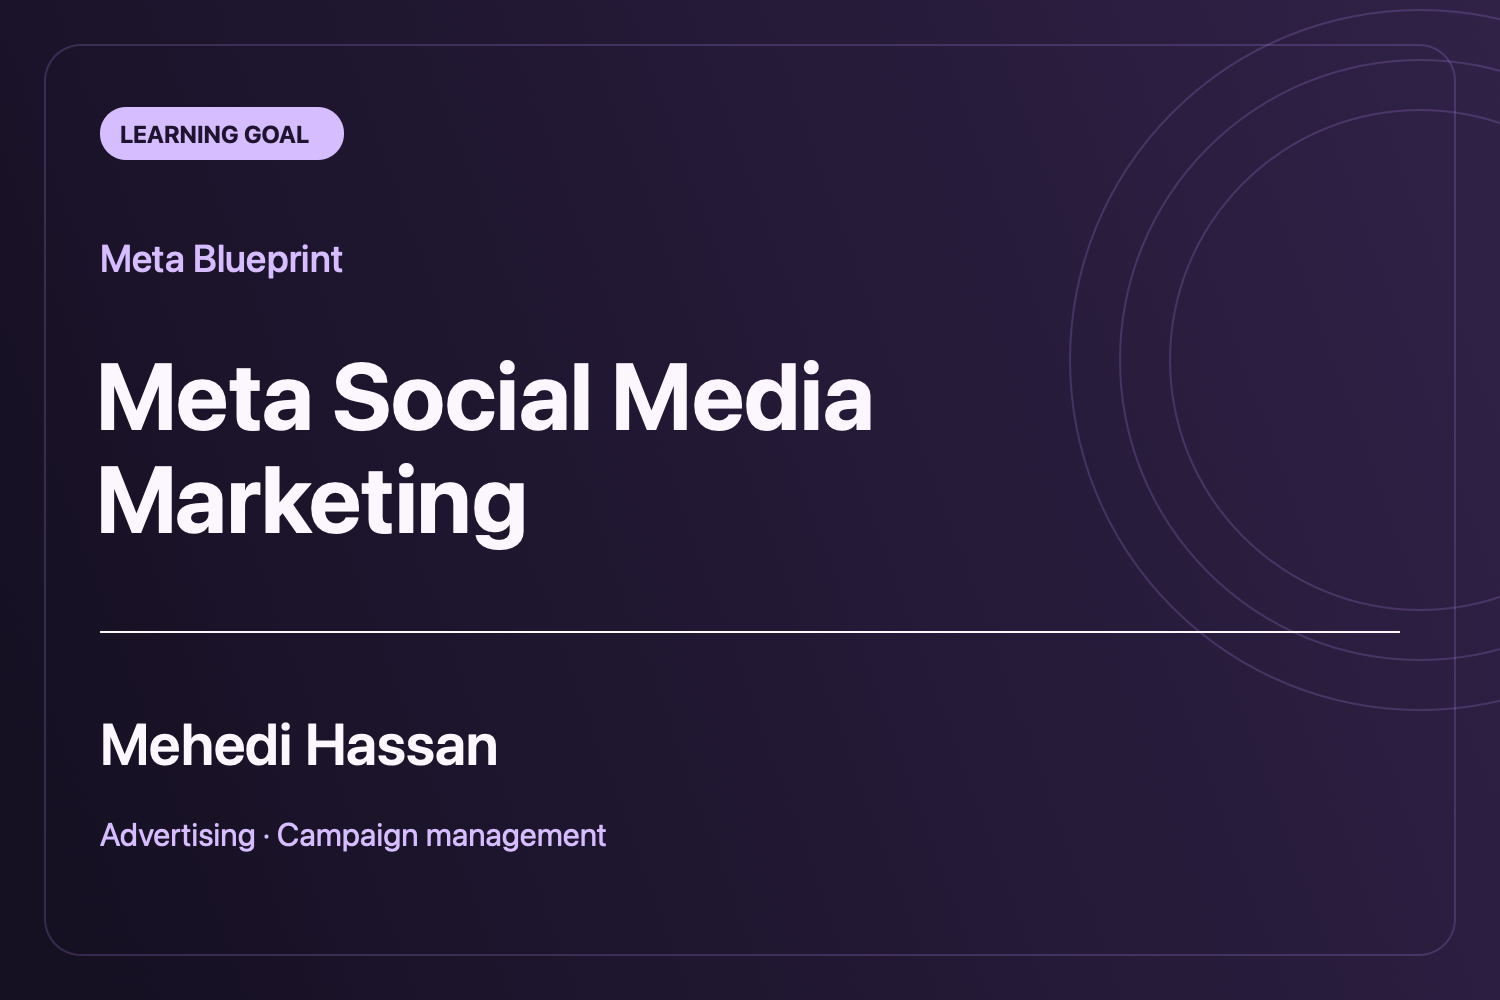 LEARNING GOAL
Meta Blueprint
Meta Social Media
Marketing
Mehedi Hassan
Advertising · Campaign management